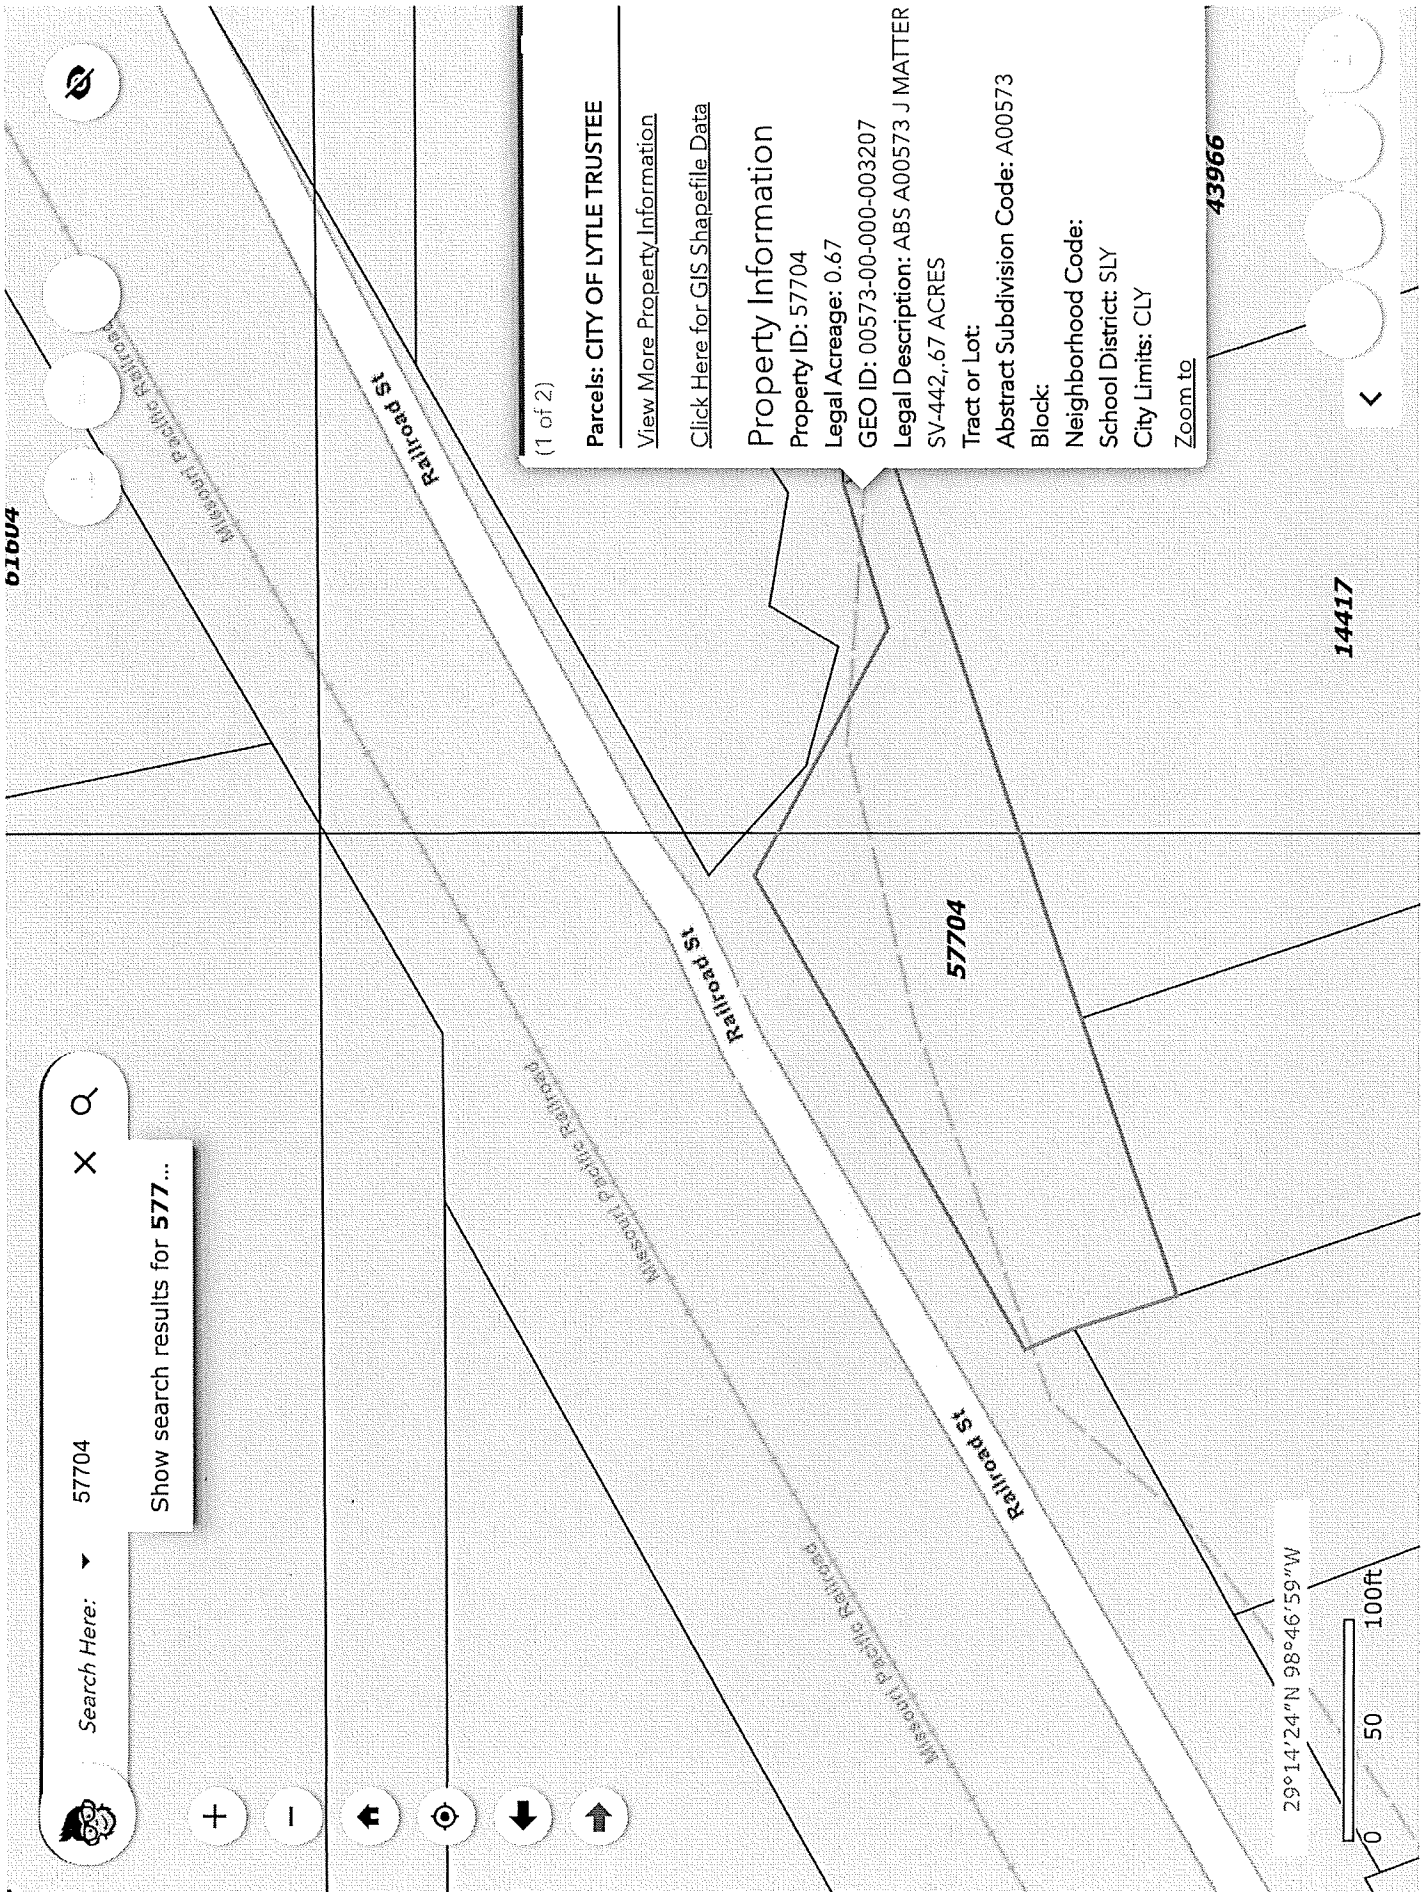 Search Here:
57704
Show search results for 577...
61604
Missouri Pacific Railroad
Railroad St
Missouri Pacific Railroad
Railroad St
Missouri Pacific Railroad
Railroad St
57704
14417
43966
(1 of 2)
Parcels: CITY OF LYTLE TRUSTEE
View More Property Information
Click Here for GIS Shapefile Data
Property Information
Property ID: 57704
Legal Acreage: 0.67
GEO ID: 00573-00-000-003207
Legal Description: ABS A00573 J MATTER
SV-442,.67 ACRES
Tract or Lot:
Abstract Subdivision Code: A00573
Block:
Neighborhood Code:
School District: SLY
City Limits: CLY
Zoom to
29°14'24"N 98°46'59"W
0 50 100ft